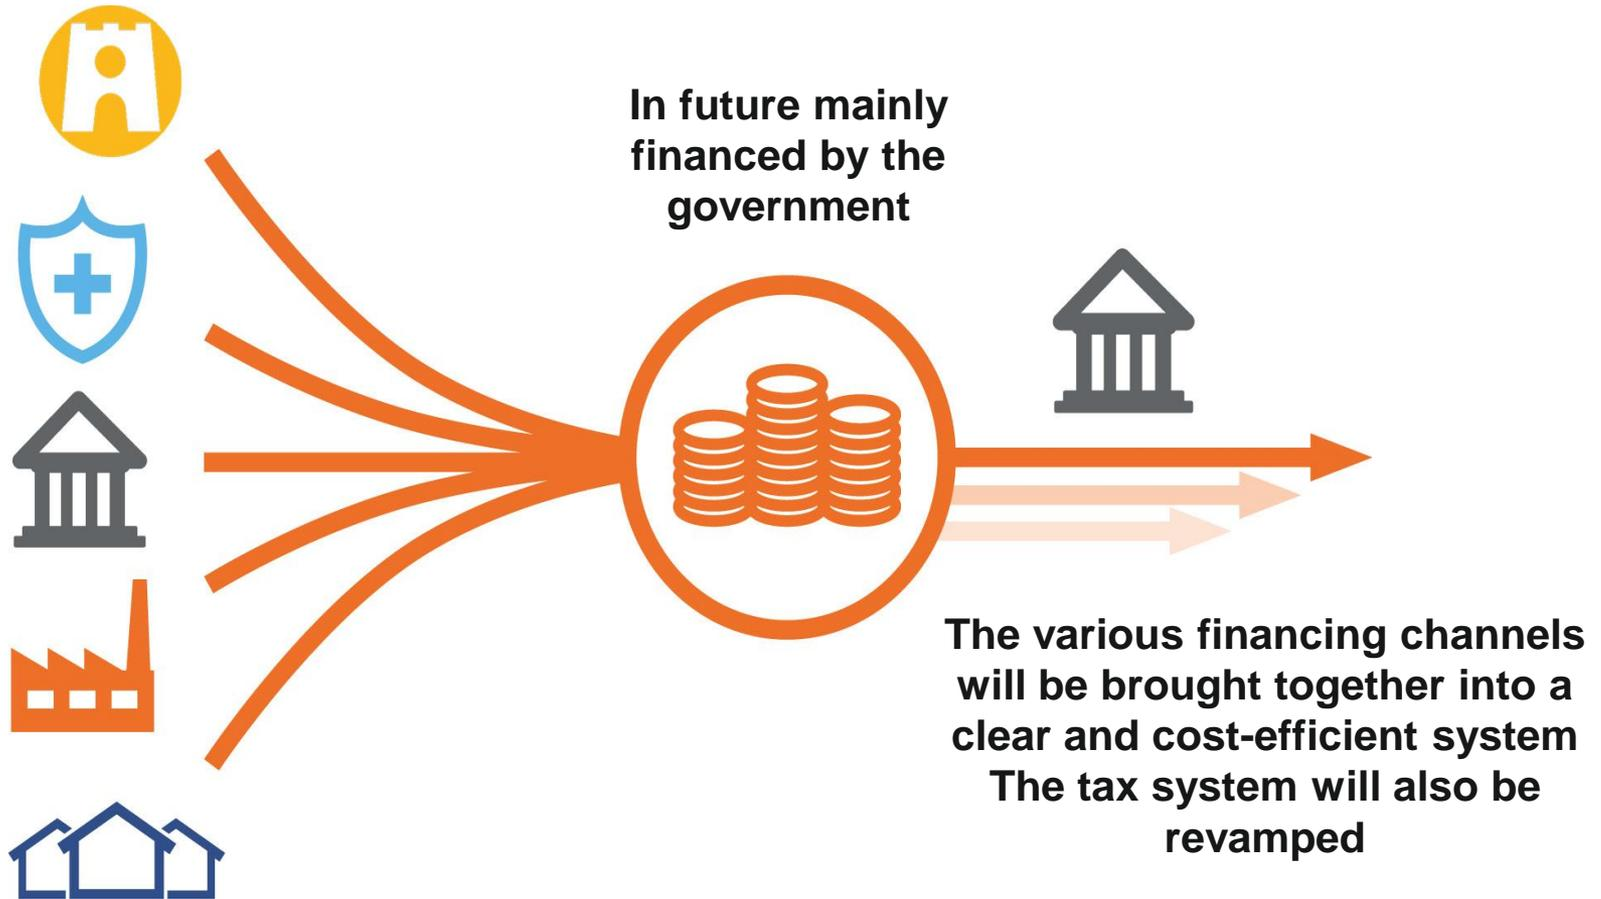 In future mainly
financed by the
government
The various financing channels
will be brought together into a
clear and cost-efficient system
The tax system will also be
revamped